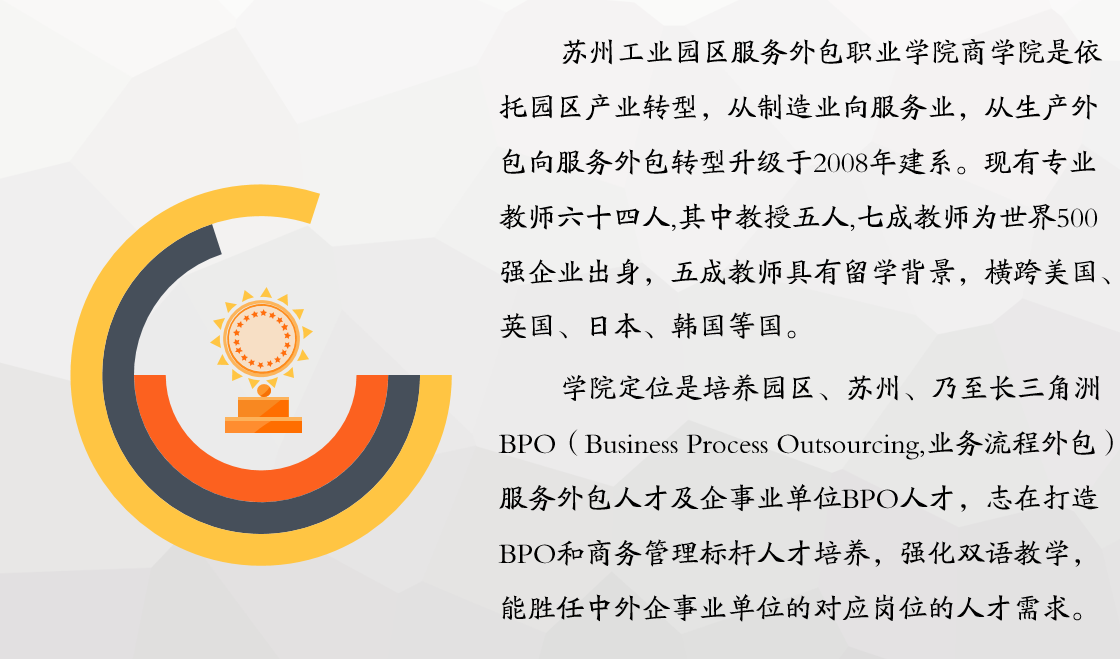 苏州工业园区服务外包职业学院商学院是依
托园区产业转型，从制造业向服务业，从生产外
包向服务外包转型升级于2008年建系。现有专业
教师六十四人,其中教授五人,七成教师为世界500
强企业出身，五成教师具有留学背景，横跨美国、
英国、日本、韩国等国。
学院定位是培养园区、苏州、乃至长三角洲
BPO（Business Process Outsourcing,业务流程外包）
服务外包人才及企事业单位BPO人才，志在打造
BPO和商务管理标杆人才培养，强化双语教学，
能胜任中外企事业单位的对应岗位的人才需求。